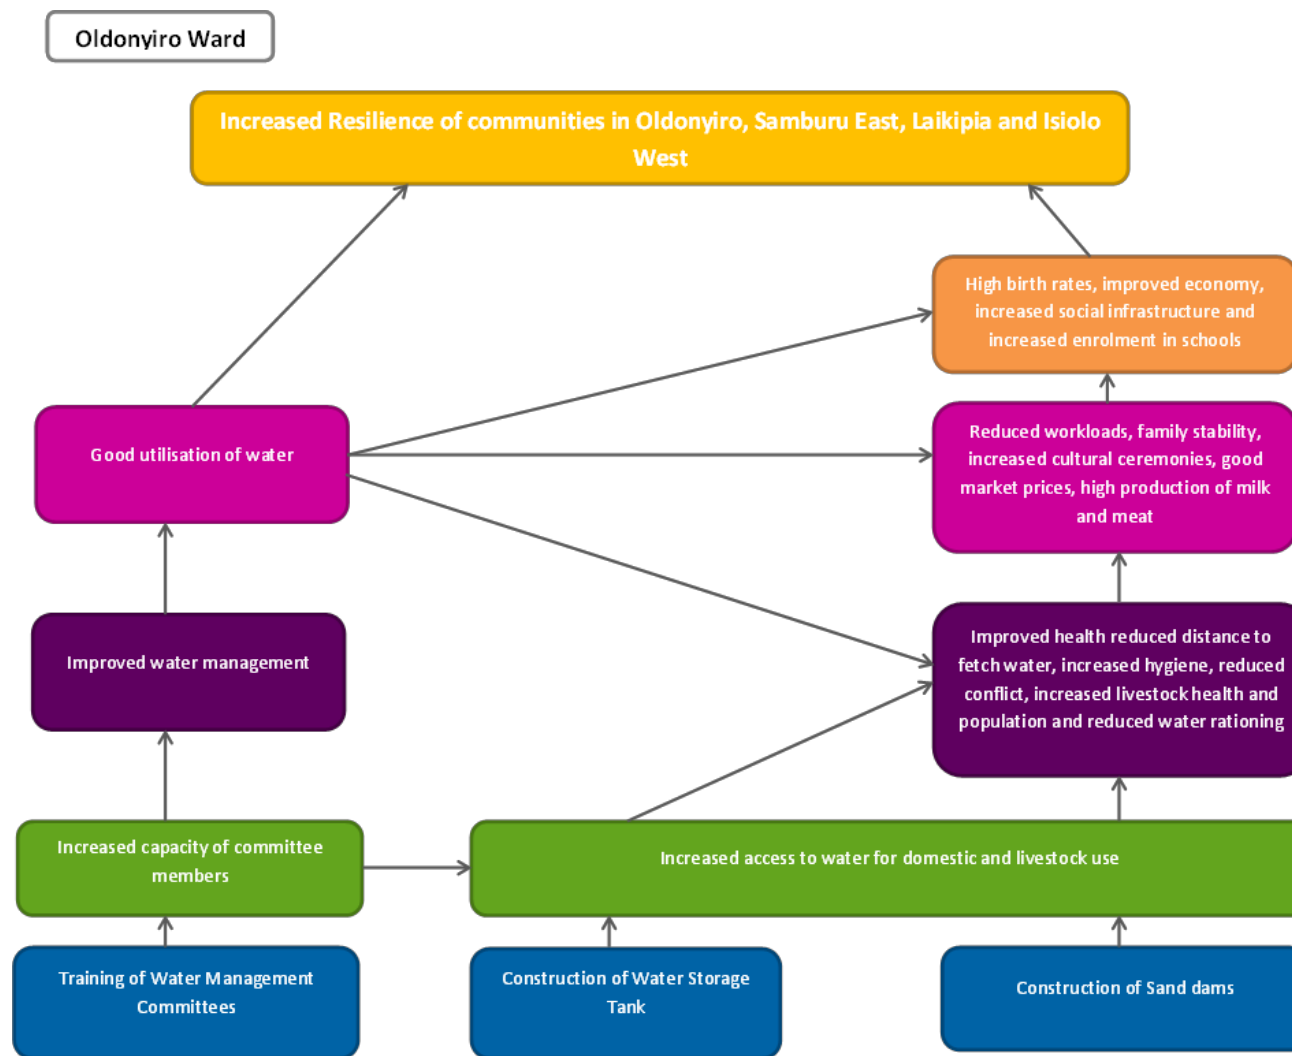 Oldonyiro Ward
Increased Resilience of communities in Oldonyiro, Samburu East, Laikipia and Isiolo
West
High birth rates, improved economy,
increased social infrastructure and
increased enrolment in schools
Good utilisation of water
Reduced workloads, family stability,
increased cultural ceremonies, good
market prices, high production of milk
and meat
Improved water management
Improved health reduced distance to
fetch water, increased hygiene, reduced
conflict, increased livestock health and
population and reduced water rationing
Increased capacity of committee
members
Increased access to water for domestic and livestock use
Training of Water Management
Committees
Construction of Water Storage
Tank
Construction of Sand dams